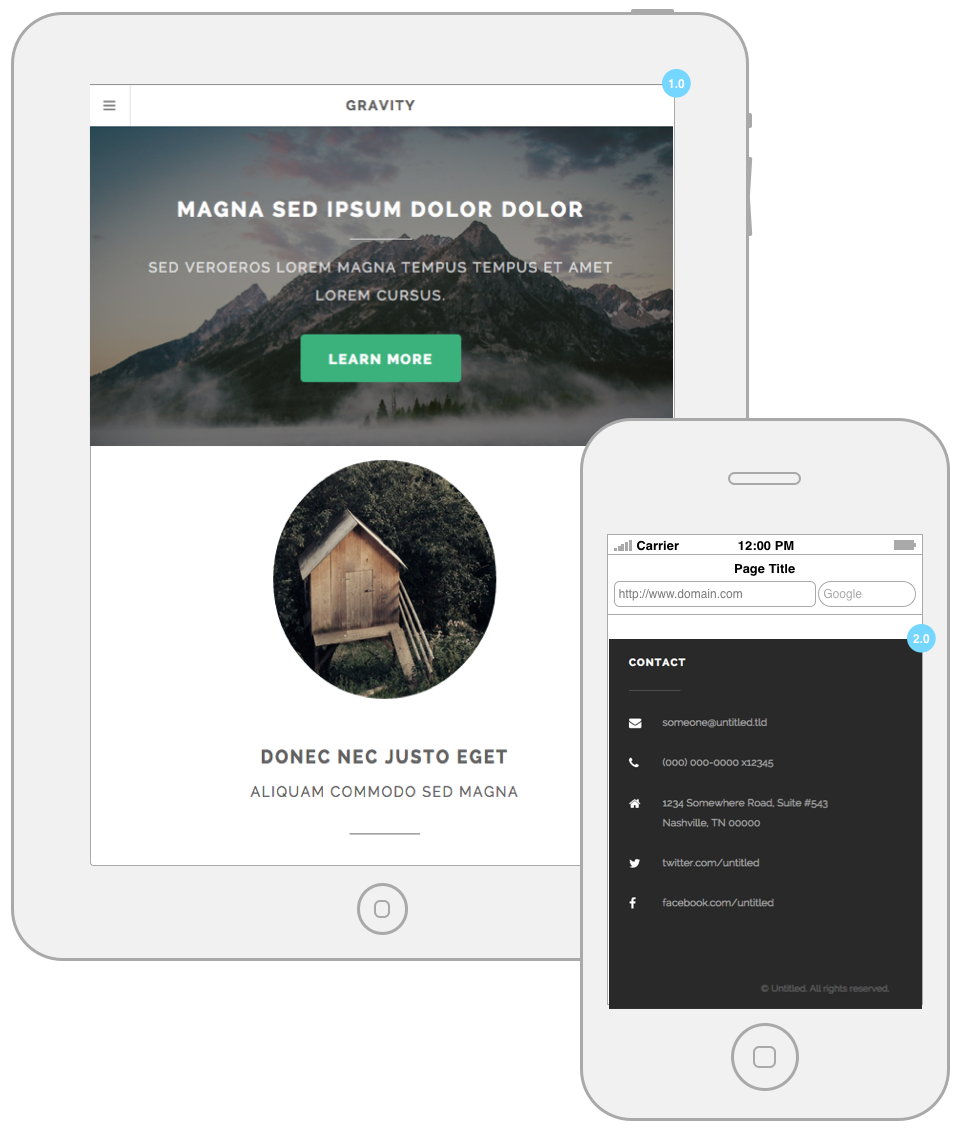 1.0
GRAVITY
MAGNA SED IPSUM DOLOR DOLOR
SED VEROEROS LOREM MAGNA TEMPUS TEMPUS ET AMET
LOREM CURSUS.
LEARN MORE
DONEC NEC JUSTO EGET
ALIQUAM COMMODO SED MAGNA
Carrier 12:00 PM
Page Title
http://www.domain.com Google
2.0
CONTACT
someone@untitled.tld
(000) 000-0000 x12345
1234 Somewhere Road, Suite #543
Nashville, TN 00000
twitter.com/untitled
facebook.com/untitled
© Untitled. All rights reserved.